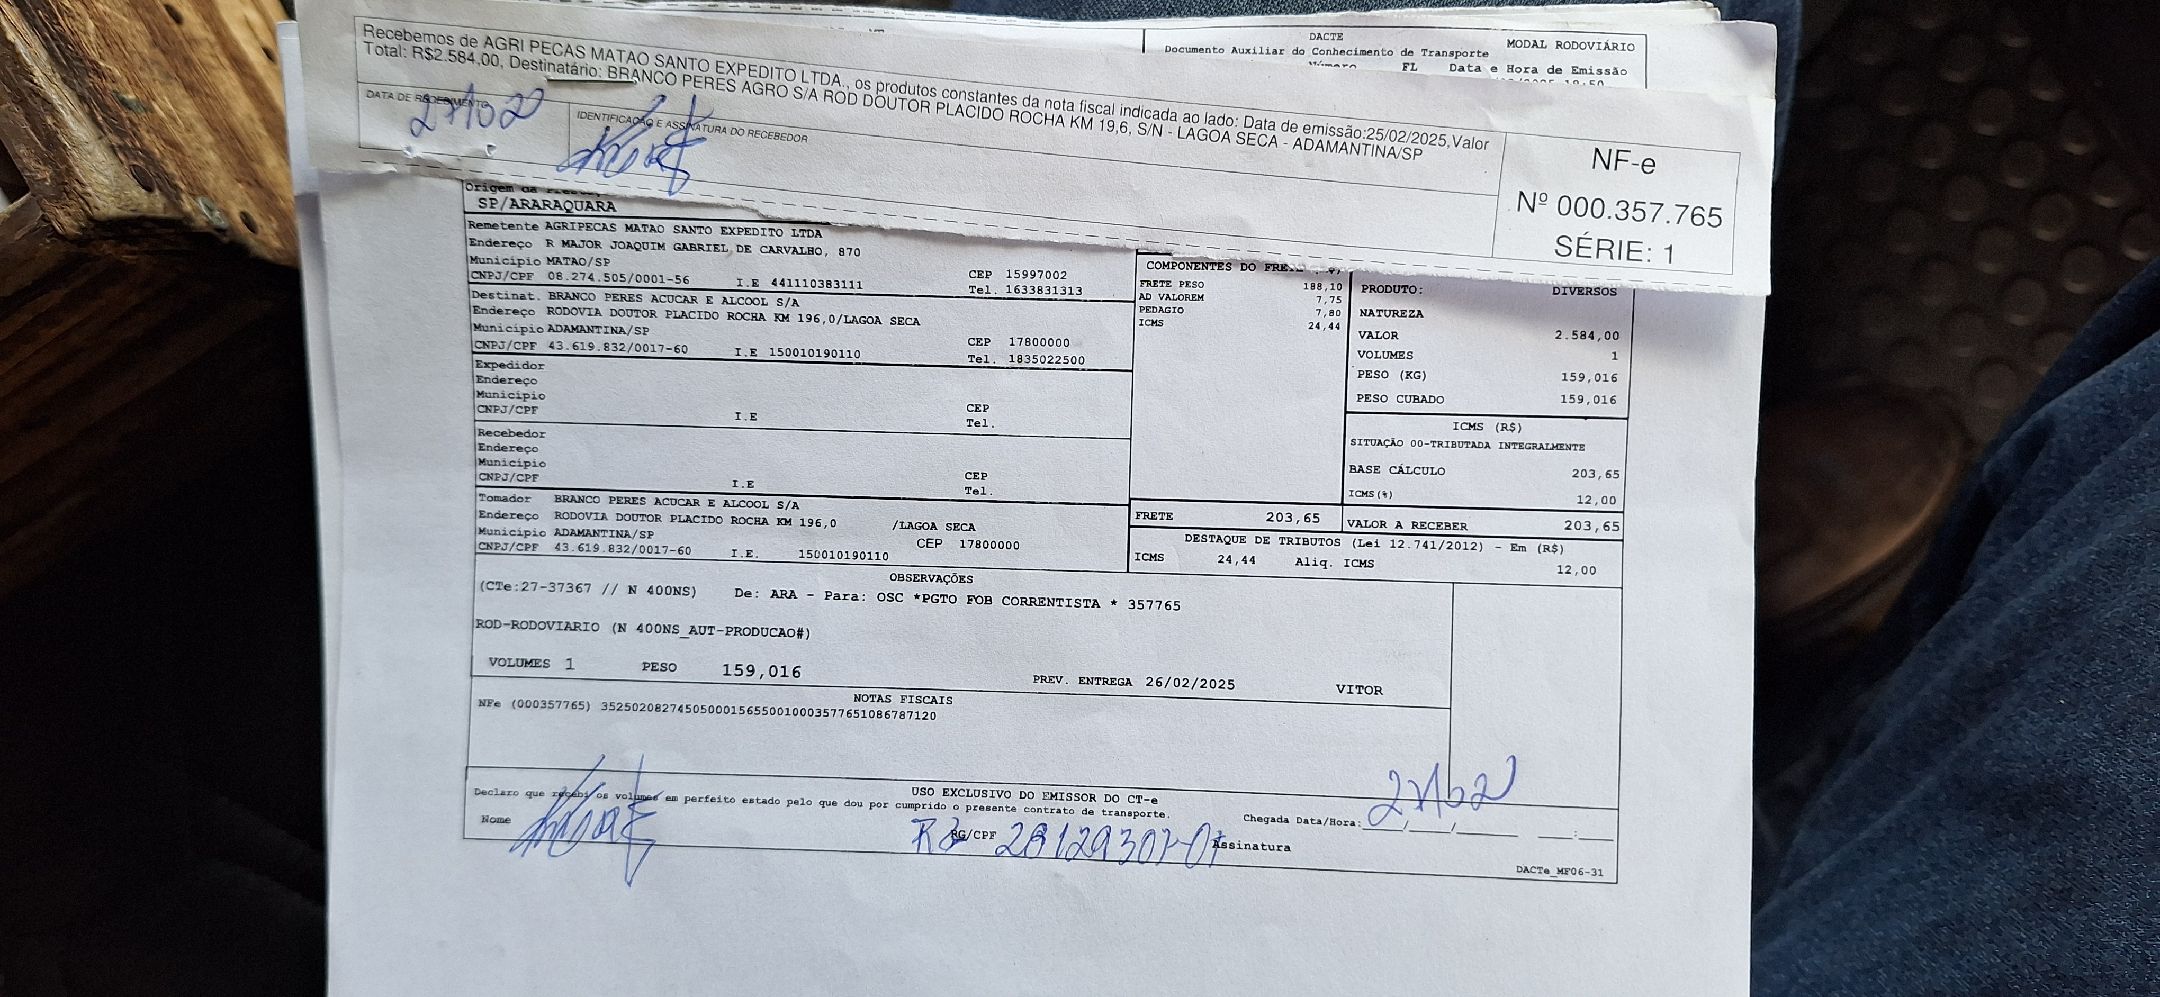 Recebemos de AGRI PECAS MATAO SANTO EXPEDITO LTDA., os produtos constantes da nota fiscal indicada ao lado: Data de emissão:25/02/2025,Valor
Total: R$2.584,00, Destinatário: BRANCO PERES AGRO S/A ROD DOUTOR PLACIDO ROCHA KM 19,6, S/N - LAGOA SECA - ADAMANTINA/SP
DATA DE RECEBIMENTO
27/02
IDENTIFICAÇÃO E ASSINATURA DO RECEBEDOR
NF-e
Nº 000.357.765
SÉRIE: 1
DACTE
Documento Auxiliar do Conhecimento de Transporte
MODAL RODOVIÁRIO
Número FL Data e Hora de Emissão
Origem da
SP/ARARAQUARA
Remetente AGRIPECAS MATAO SANTO EXPEDITO LTDA
Endereço R MAJOR JOAQUIM GABRIEL DE CARVALHO, 870
Município MATAO/SP CEP 15997002
CNPJ/CPF 08.274.505/0001-56 I.E 441110383111 Tel. 1633831313
Destinat. BRANCO PERES ACUCAR E ALCOOL S/A
Endereço RODOVIA DOUTOR PLACIDO ROCHA KM 196,0/LAGOA SECA
Município ADAMANTINA/SP CEP 17800000
CNPJ/CPF 43.619.832/0017-60 I.E 150010190110 Tel. 1835022500
Expedidor
Endereço
Município CEP
CNPJ/CPF I.E Tel.
Recebedor
Endereço
Município CEP
CNPJ/CPF I.E Tel.
Tomador BRANCO PERES ACUCAR E ALCOOL S/A
Endereço RODOVIA DOUTOR PLACIDO ROCHA KM 196,0 /LAGOA SECA
Município ADAMANTINA/SP CEP 17800000
CNPJ/CPF 43.619.832/0017-60 I.E. 150010190110
COMPONENTES DO
FRETE PESO 188,10
AD VALOREM 7,75
PEDAGIO 7,80
ICMS 24,44
FRETE 203,65
PRODUTO: DIVERSOS
NATUREZA
VALOR 2.584,00
VOLUMES 1
PESO (KG) 159,016
PESO CUBADO 159,016
ICMS (R$)
SITUAÇÃO 00-TRIBUTADA INTEGRALMENTE
BASE CÁLCULO 203,65
ICMS(%) 12,00
VALOR A RECEBER 203,65
DESTAQUE DE TRIBUTOS (Lei 12.741/2012) - Em (R$)
ICMS 24,44 Aliq. ICMS 12,00
OBSERVAÇÕES
(CTe:27-37367 // N 400NS) De: ARA - Para: OSC *PGTO FOB CORRENTISTA * 357765
ROD-RODOVIARIO (N 400NS_AUT-PRODUCAO#)
VOLUMES 1 PESO 159,016 PREV. ENTREGA 26/02/2025 VITOR
NOTAS FISCAIS
NFe (000357765) 35250208274505000156550010003577651086787120
USO EXCLUSIVO DO EMISSOR DO CT-e
Declaro que recebi os volumes em perfeito estado pelo que dou por cumprido o presente contrato de transporte.
Nome RG/CPF Assinatura
Chegada Data/Hora: 27/02
DACTe_MF06-31